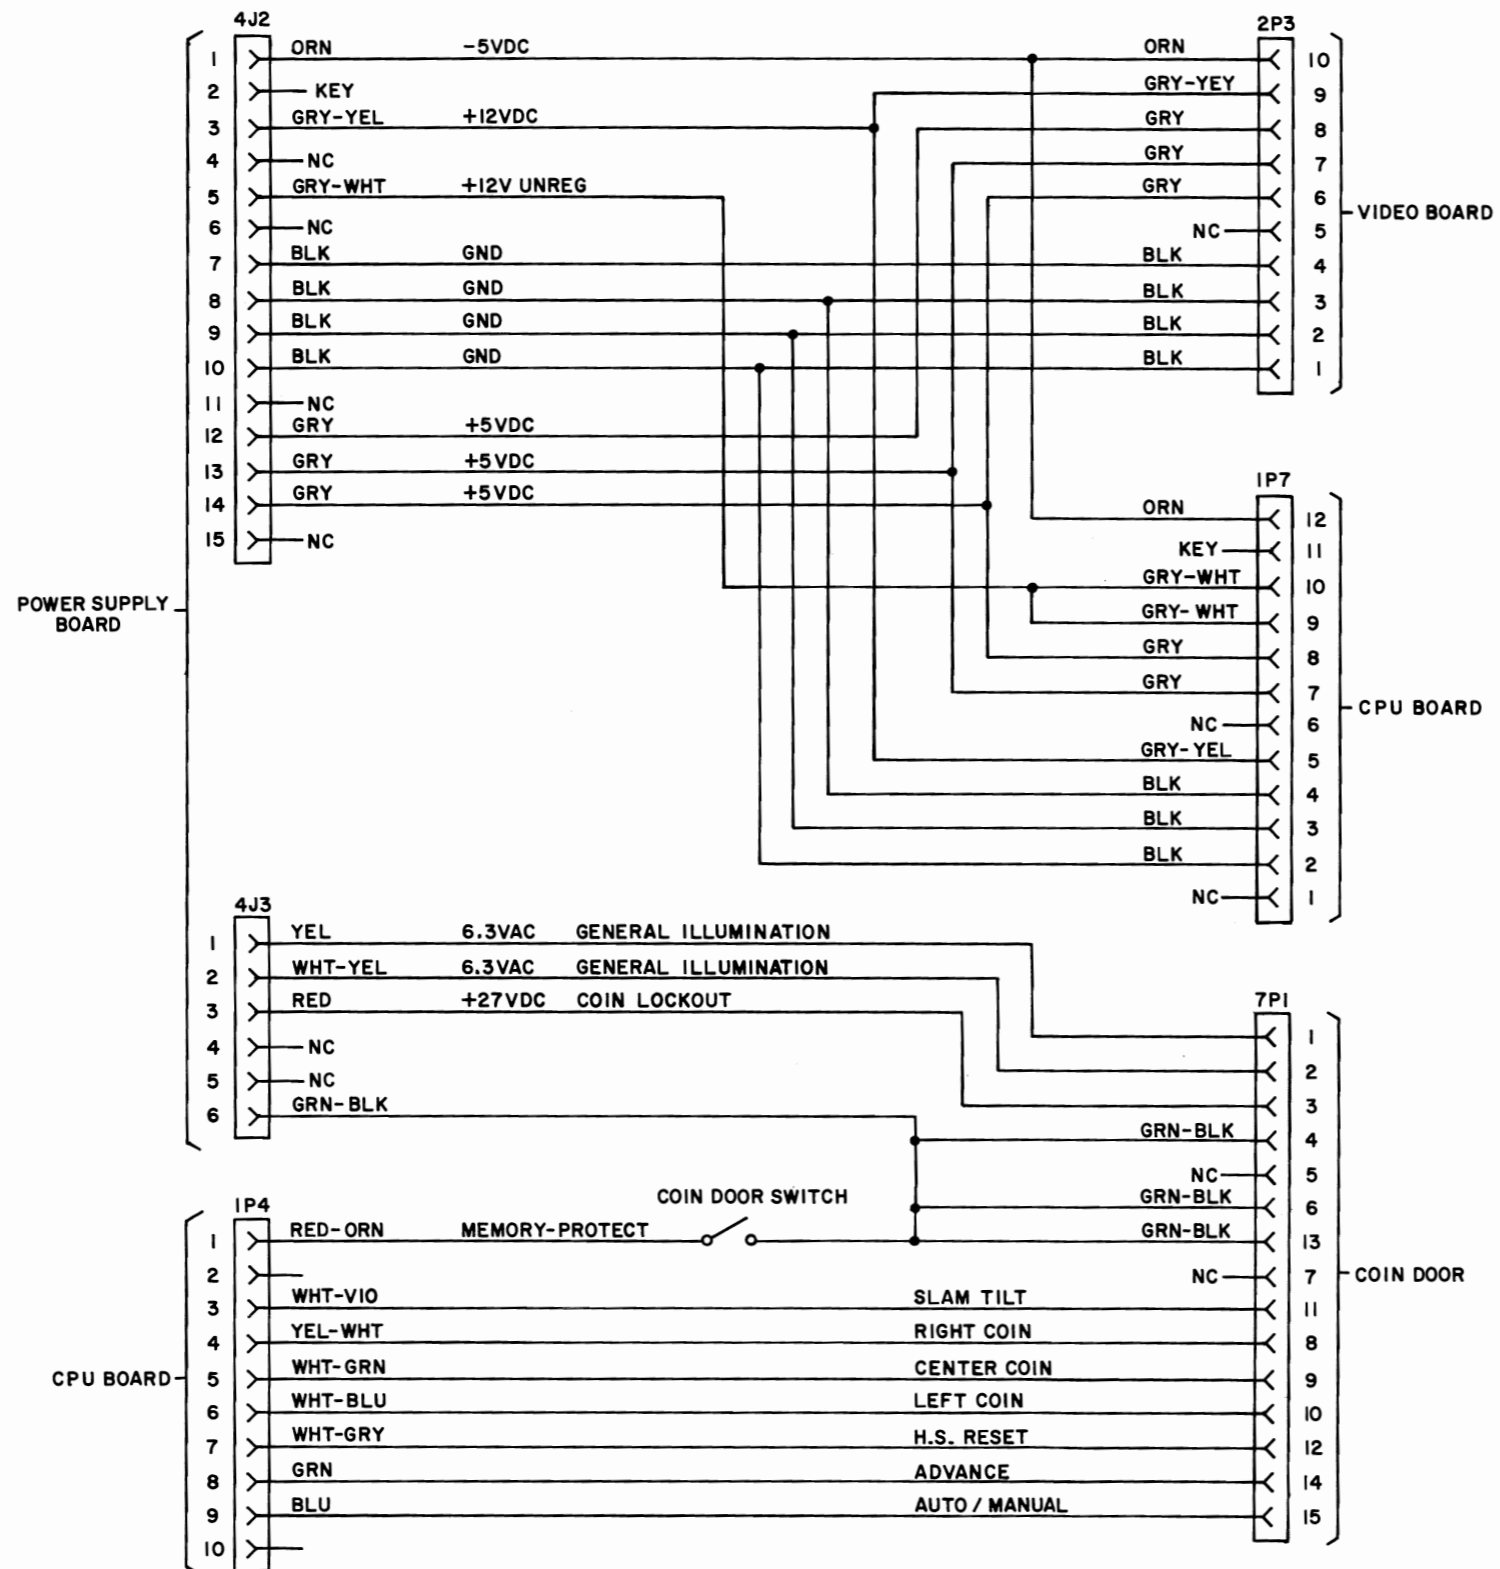 4J2
2P3
1 ORN -5VDC ORN 10
2 KEY GRY-YEY 9
3 GRY-YEL +12VDC GRY 8
4 NC GRY 7
5 GRY-WHT +12V UNREG GRY 6
6 NC NC 5
7 BLK GND BLK 4
8 BLK GND BLK 3
9 BLK GND BLK 2
10 BLK GND BLK 1
VIDEO BOARD
11 NC
12 GRY +5VDC
13 GRY +5VDC
14 GRY +5VDC
15 NC
POWER SUPPLY
BOARD
1P7
ORN 12
KEY 11
GRY-WHT 10
GRY-WHT 9
GRY 8
GRY 7
NC 6
GRY-YEL 5
BLK 4
BLK 3
BLK 2
NC 1
CPU BOARD
4J3
1 YEL 6.3VAC GENERAL ILLUMINATION
2 WHT-YEL 6.3VAC GENERAL ILLUMINATION
3 RED +27VDC COIN LOCKOUT
4 NC
5 NC
6 GRN-BLK
7P1
1
2
3
GRN-BLK 4
NC 5
GRN-BLK 6
GRN-BLK 13
NC 7
11
8
9
10
12
14
15
COIN DOOR
1P4
COIN DOOR SWITCH
1 RED-ORN MEMORY-PROTECT
2
3 WHT-VIO SLAM TILT
4 YEL-WHT RIGHT COIN
5 WHT-GRN CENTER COIN
6 WHT-BLU LEFT COIN
7 WHT-GRY H.S. RESET
8 GRN ADVANCE
9 BLU AUTO / MANUAL
10
CPU BOARD